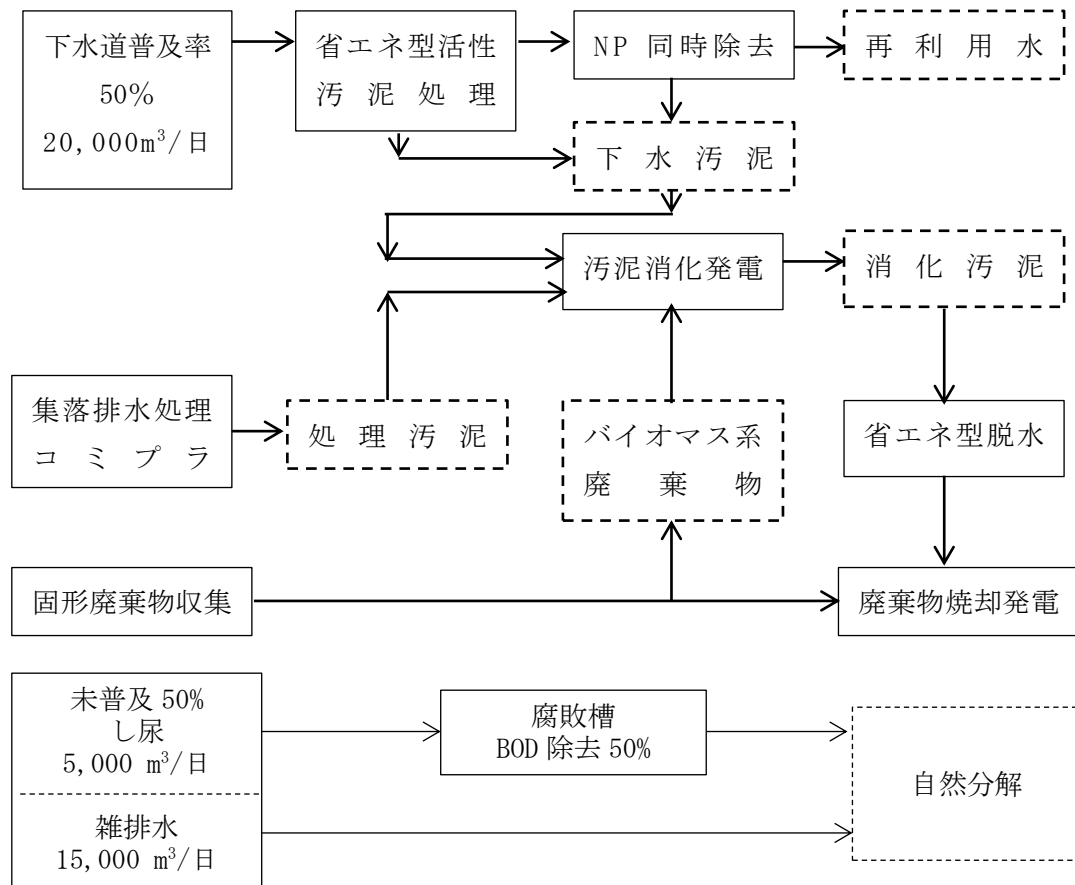 下水道普及率
50%
20,000m³/日
省エネ型活性
汚泥処理
NP 同時除去
再利用水
下水汚泥
汚泥消化発電
消化汚泥
集落排水処理
コミプラ
処理汚泥
バイオマス系
廃棄物
省エネ型脱水
固形廃棄物収集
廃棄物焼却発電
未普及 50%
し尿
5,000 m³/日
腐敗槽
BOD 除去 50%
自然分解
雑排水
15,000 m³/日